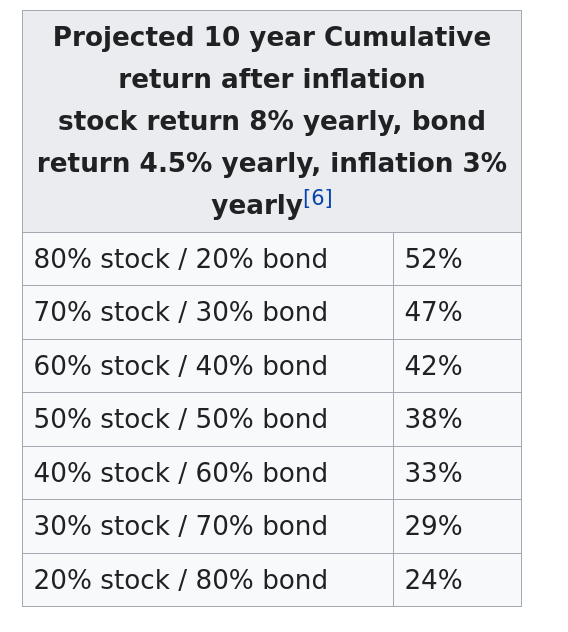 Projected 10 year Cumulative
return after inflation
stock return 8% yearly, bond
return 4.5% yearly, inflation 3%
yearly[6]
80% stock / 20% bond 52%
70% stock / 30% bond 47%
60% stock / 40% bond 42%
50% stock / 50% bond 38%
40% stock / 60% bond 33%
30% stock / 70% bond 29%
20% stock / 80% bond 24%